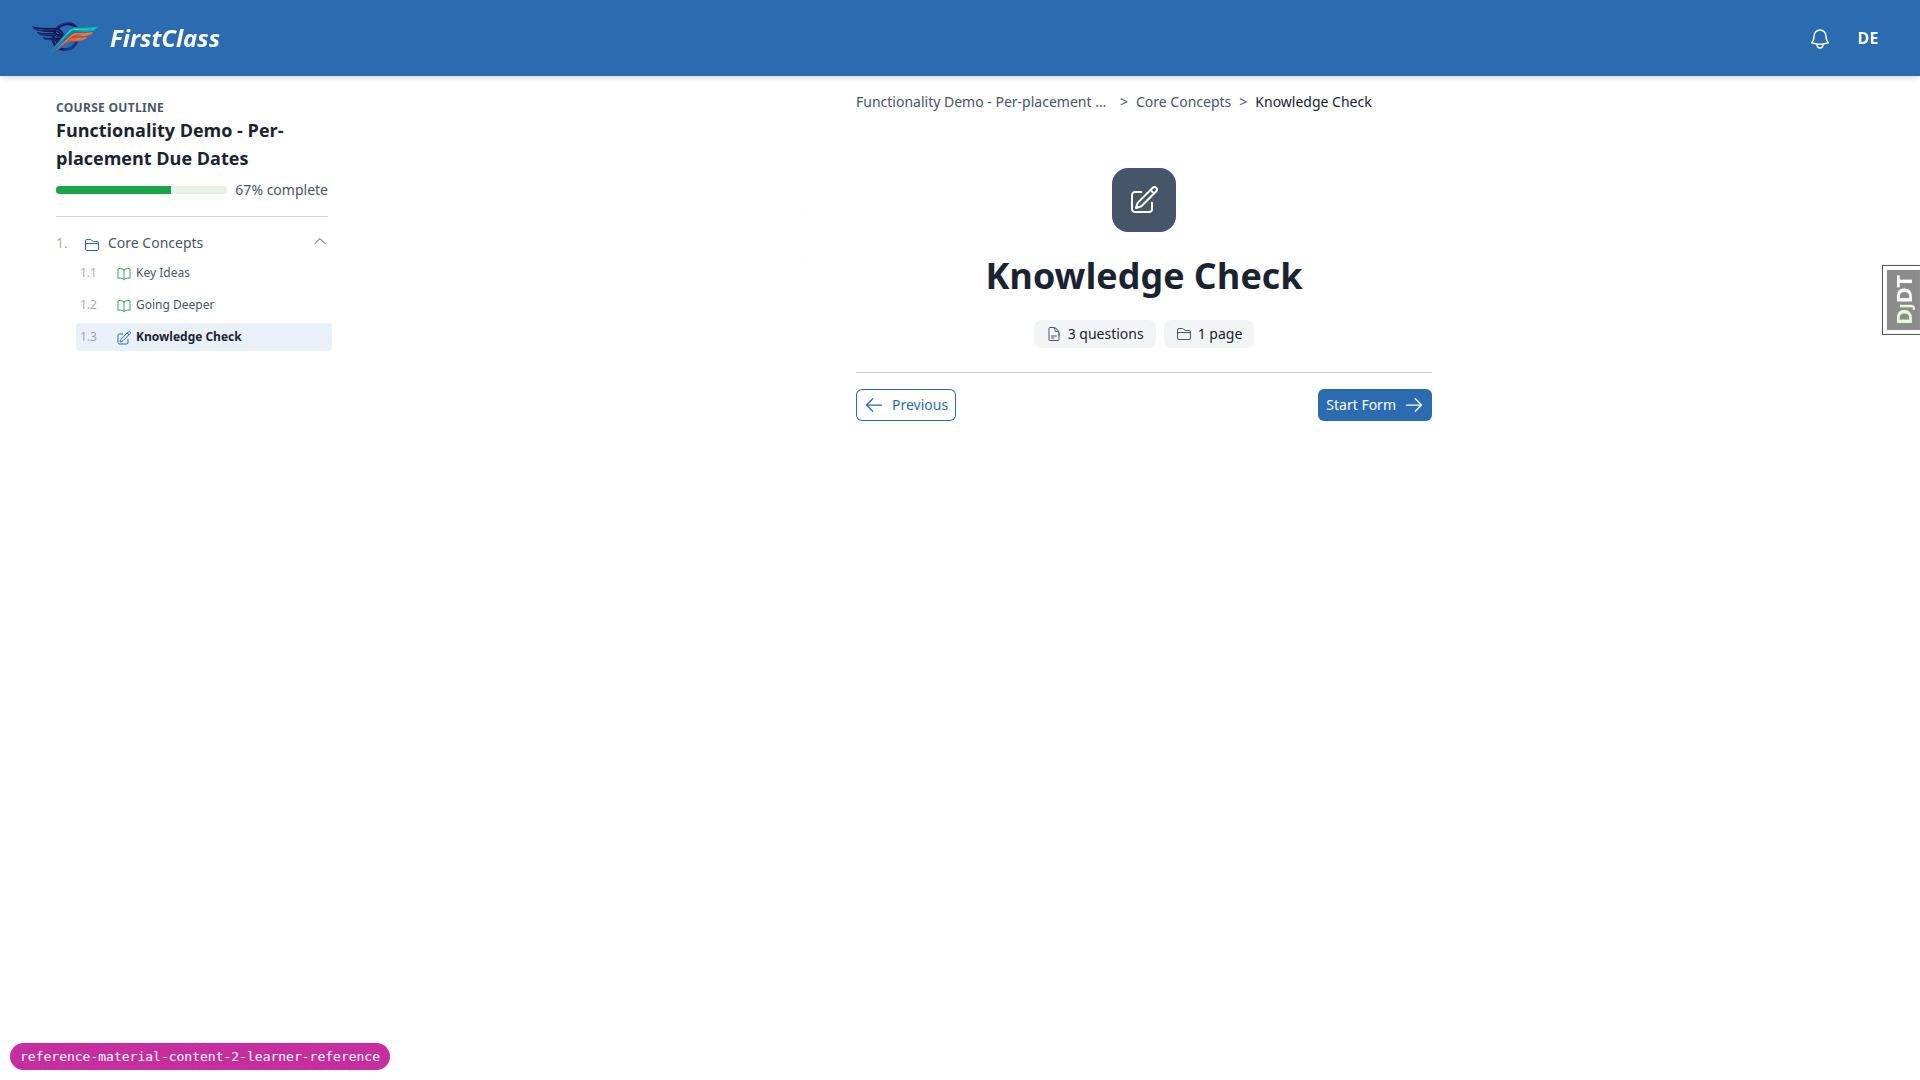 FirstClass
DE
COURSE OUTLINE
Functionality Demo - Per-
placement Due Dates
67% complete
1. Core Concepts
1.1 Key Ideas
1.2 Going Deeper
1.3 Knowledge Check
Functionality Demo - Per-placement ... > Core Concepts > Knowledge Check
Knowledge Check
3 questions 1 page
Previous Start Form
DjDT
reference-material-content-2-learner-reference